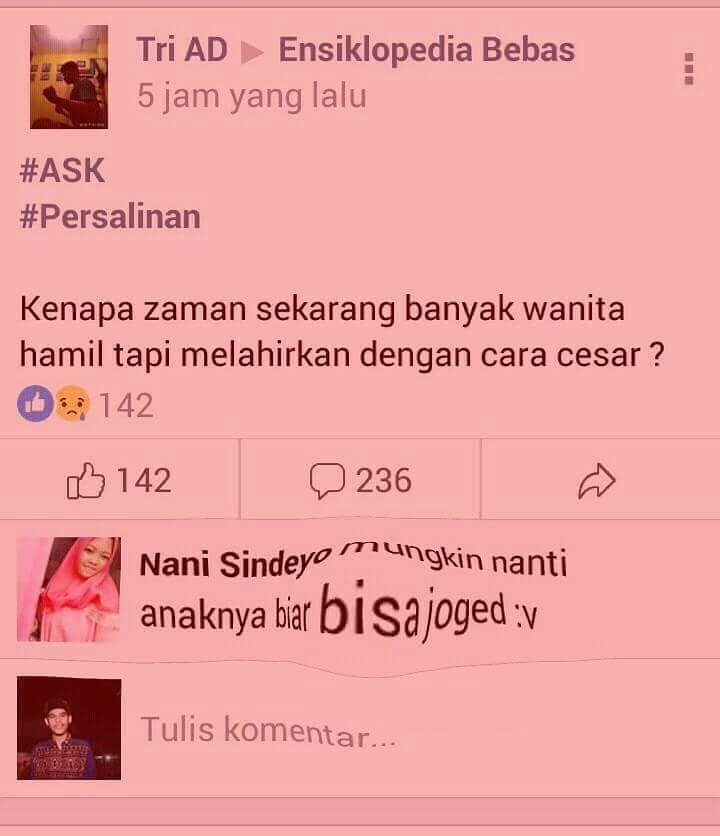 Tri AD ▶ Ensiklopedia Bebas
5 jam yang lalu
#ASK
#Persalinan
Kenapa zaman sekarang banyak wanita
hamil tapi melahirkan dengan cara cesar ?
142
142 236
Nani Sindeyo mungkin nanti
anaknya biar bisa joged :v
Tulis komentar...